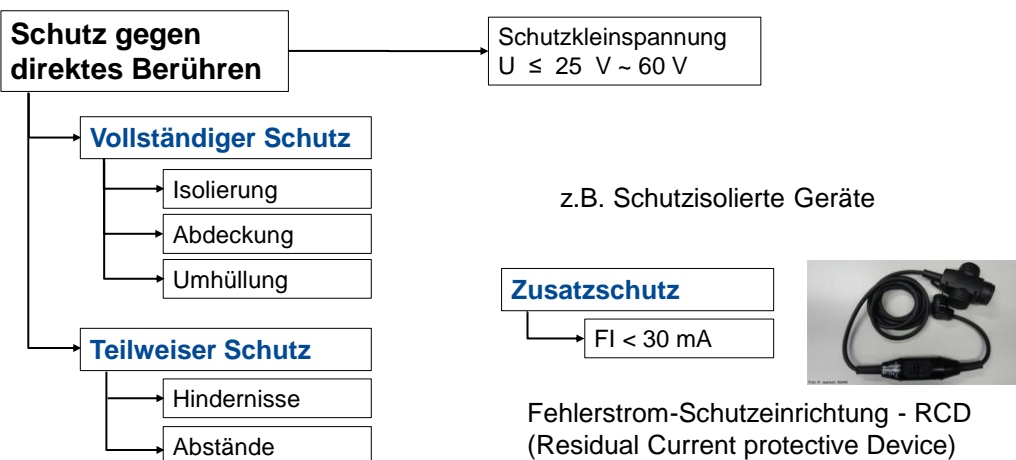 Schutz gegen
direktes Berühren
Schutzkleinspannung
U ≤ 25 V ~ 60 V
Vollständiger Schutz
Isolierung
Abdeckung
Umhüllung
z.B. Schutzisolierte Geräte
Zusatzschutz
FI < 30 mA
Teilweiser Schutz
Hindernisse
Abstände
Fehlerstrom-Schutzeinrichtung - RCD
(Residual Current protective Device)